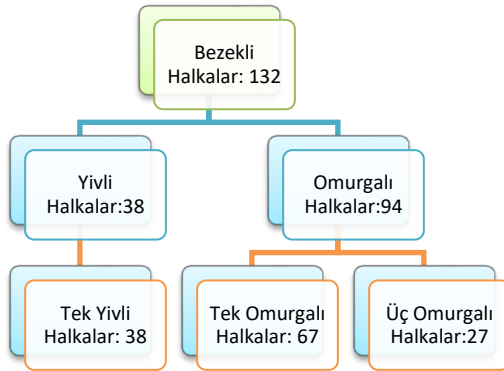 Bezekli
Halkalar: 132
Yivli
Halkalar:38
Omurgalı
Halkalar:94
Tek Yivli
Halkalar: 38
Tek Omurgalı
Halkalar: 67
Üç Omurgalı
Halkalar:27